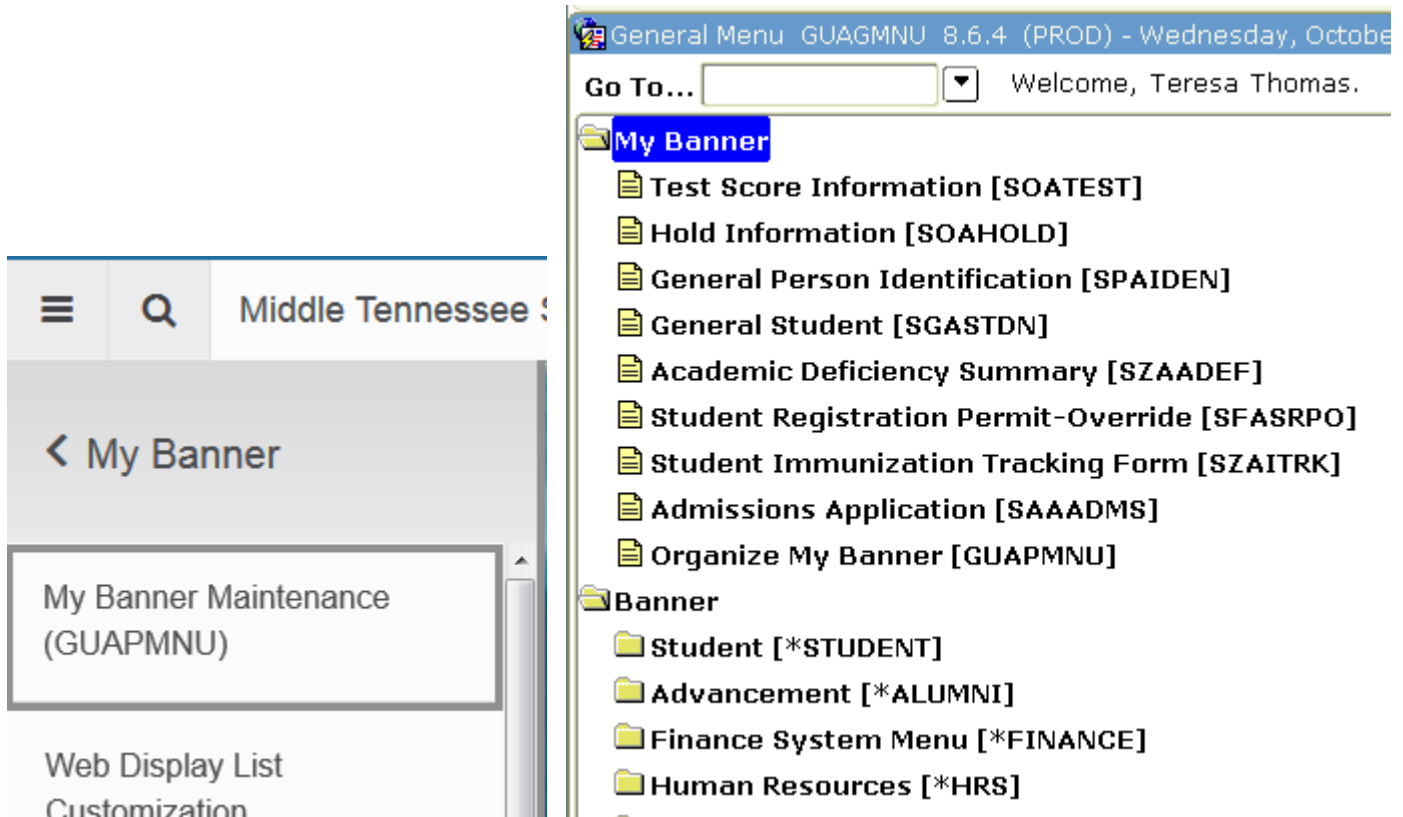 Middle Tennessee
My Banner
My Banner Maintenance
(GUAPMNU)
Web Display List
Customization
General Menu GUAGMNU 8.6.4 (PROD) - Wednesday, Octobe
Go To... Welcome, Teresa Thomas.
My Banner
Test Score Information [SOATEST]
Hold Information [SOAHOLD]
General Person Identification [SPAIDEN]
General Student [SGASTDN]
Academic Deficiency Summary [SZAADEF]
Student Registration Permit-Override [SFASRPO]
Student Immunization Tracking Form [SZAITRK]
Admissions Application [SAAADMS]
Organize My Banner [GUAPMNU]
Banner
Student [*STUDENT]
Advancement [*ALUMNI]
Finance System Menu [*FINANCE]
Human Resources [*HRS]